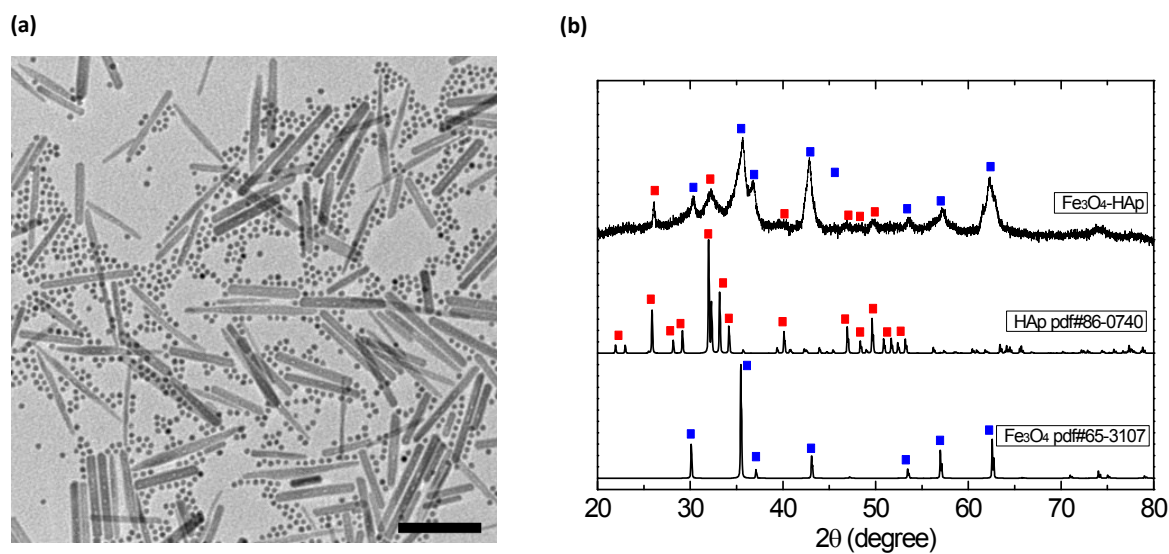 (a)
(b)
Fe₃O₄-HAp
HAp pdf#86-0740
Fe₃O₄ pdf#65-3107
20 30 40 50 60 70 80
2θ (degree)